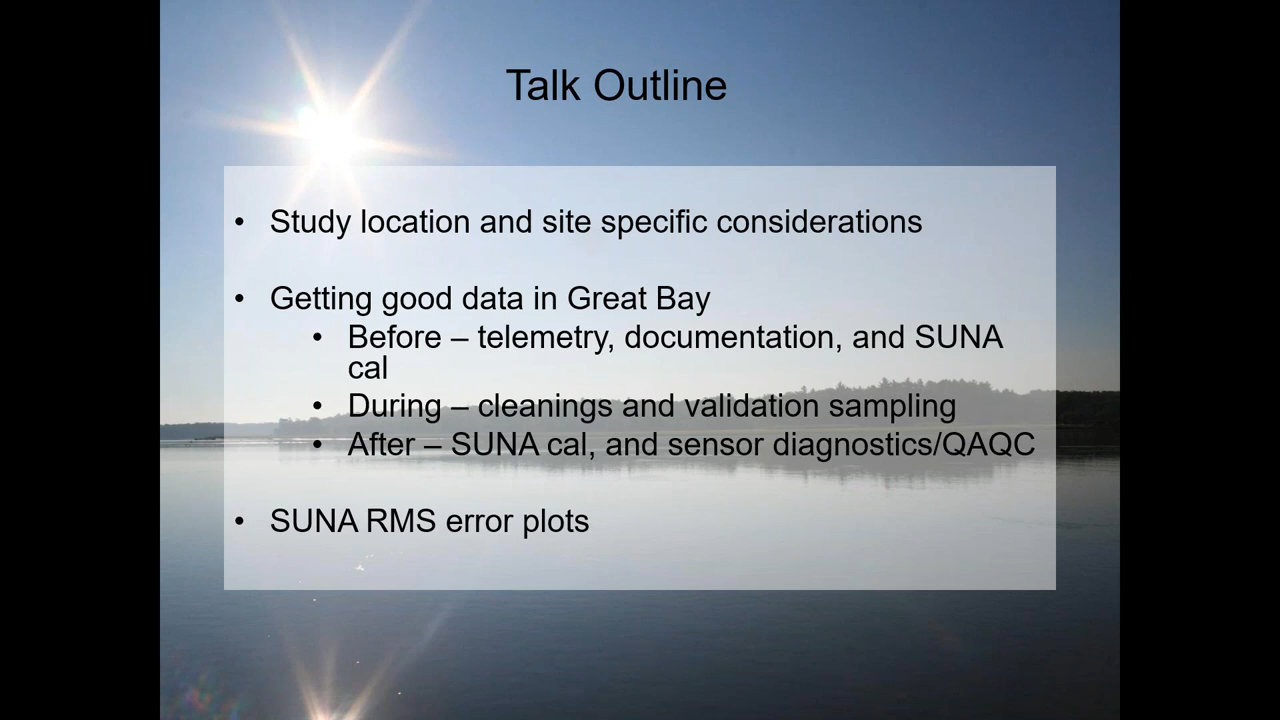 Talk Outline
• Study location and site specific considerations
• Getting good data in Great Bay
• Before – telemetry, documentation, and SUNA
cal
• During – cleanings and validation sampling
• After – SUNA cal, and sensor diagnostics/QAQC
• SUNA RMS error plots